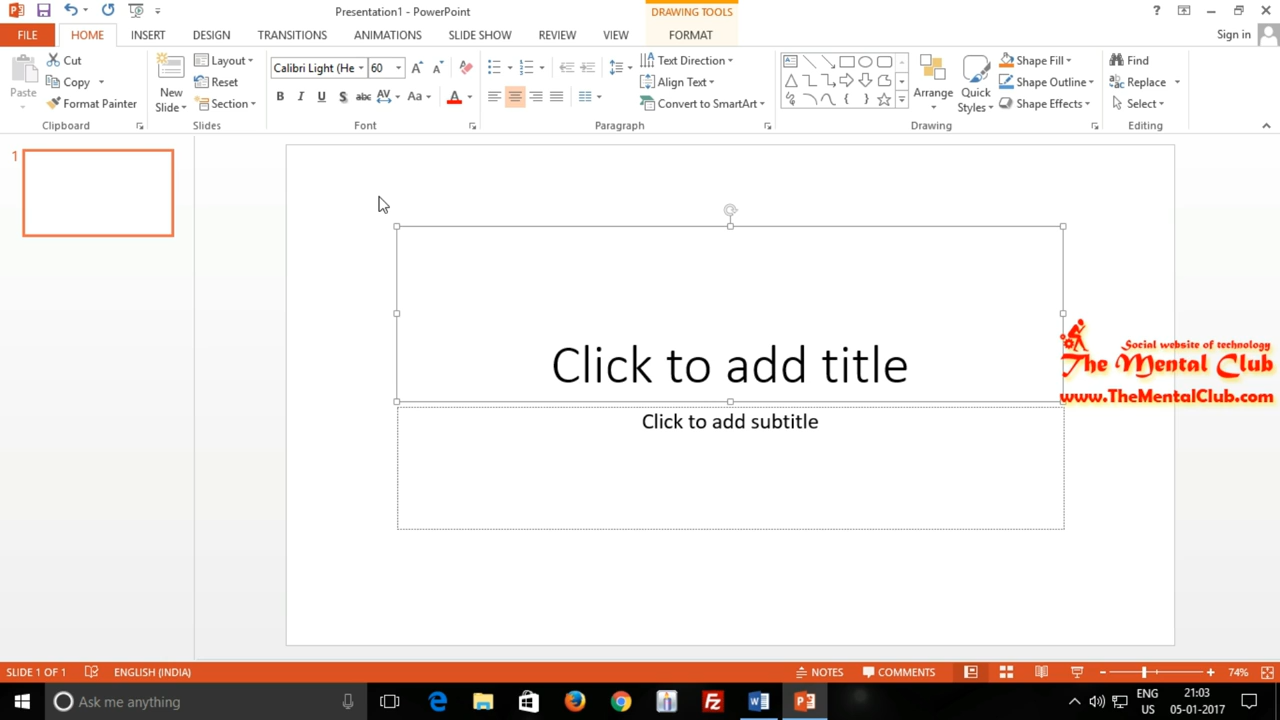 Presentation1 - PowerPoint
DRAWING TOOLS
?
FILE
HOME
INSERT
DESIGN
TRANSITIONS
ANIMATIONS
SLIDE SHOW
REVIEW
VIEW
FORMAT
Sign in
Paste
Cut
Copy
Format Painter
Clipboard
New
Slide
Layout
Reset
Section
Slides
Calibri Light (He
60
B I U S abc AV Aa A
Font
Text Direction
Align Text
Convert to SmartArt
Paragraph
Arrange
Quick
Styles
Shape Fill
Shape Outline
Shape Effects
Drawing
Find
Replace
Select
Editing
1
Click to add title
Click to add subtitle
Social website of technology
The Mental Club
www.TheMentalClub.com
SLIDE 1 OF 1
ENGLISH (INDIA)
NOTES
COMMENTS
74%
Ask me anything
ENG
US
21:03
05-01-2017